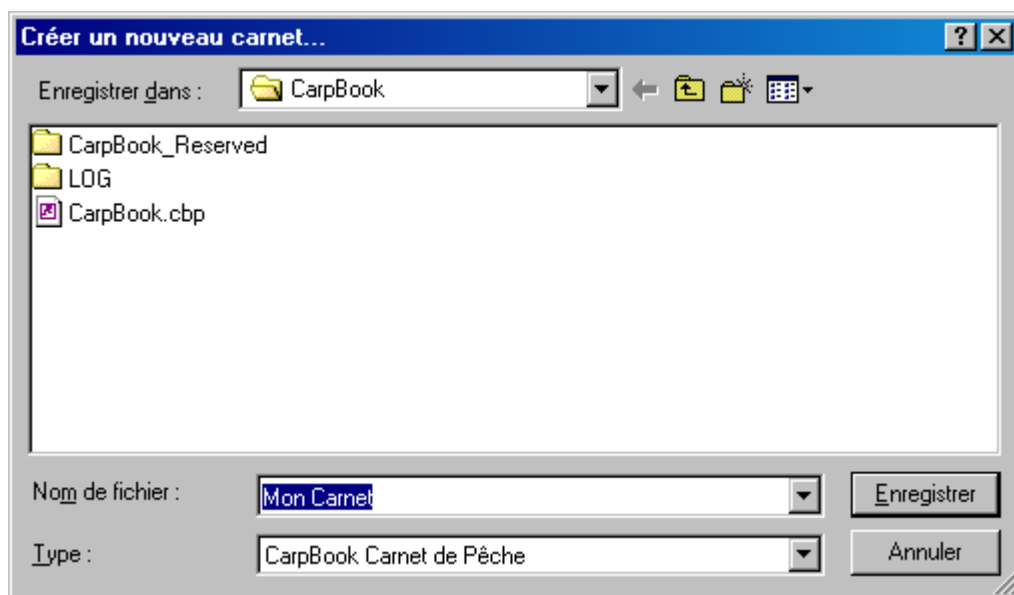 Créer un nouveau carnet...
Enregistrer dans :
CarpBook
CarpBook_Reserved
LOG
CarpBook.cbp
Nom de fichier :
Mon Carnet
Enregistrer
Type :
CarpBook Carnet de Pêche
Annuler